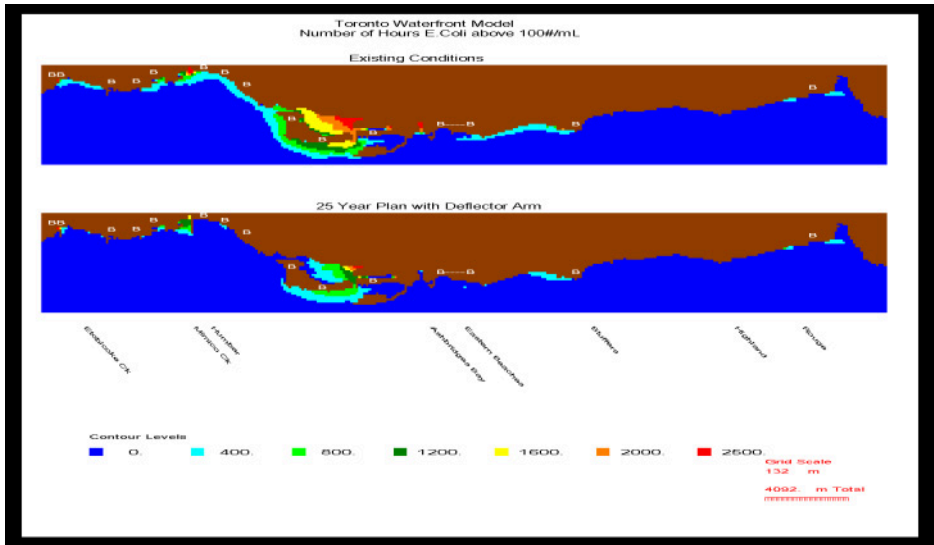 Toronto Waterfront Model
Number of Hours E.Coli above 100#/mL
Existing Conditions
BB B B B B B B B B B B B-----B B B
25 Year Plan with Deflector Arm
BB B B B B B B B B B B-----B B B
Etobicoke Ck
Mimico Ck
Humber
Ashbridges Bay
Eastern Beaches
Bluffers
Highland
Rouge
Contour Levels
0. 400. 800. 1200. 1600. 2000. 2500.
Grid Scale
132 m
4092. m Total